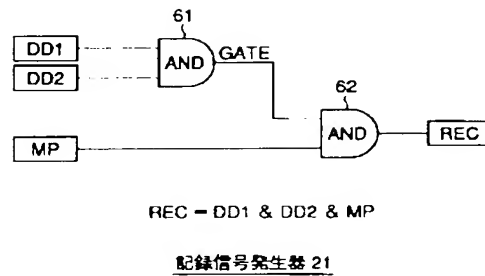 61
DD1
DD2
AND
GATE
62
MP
AND
REC
REC = DD1 & DD2 & MP
記録信号発生器 21